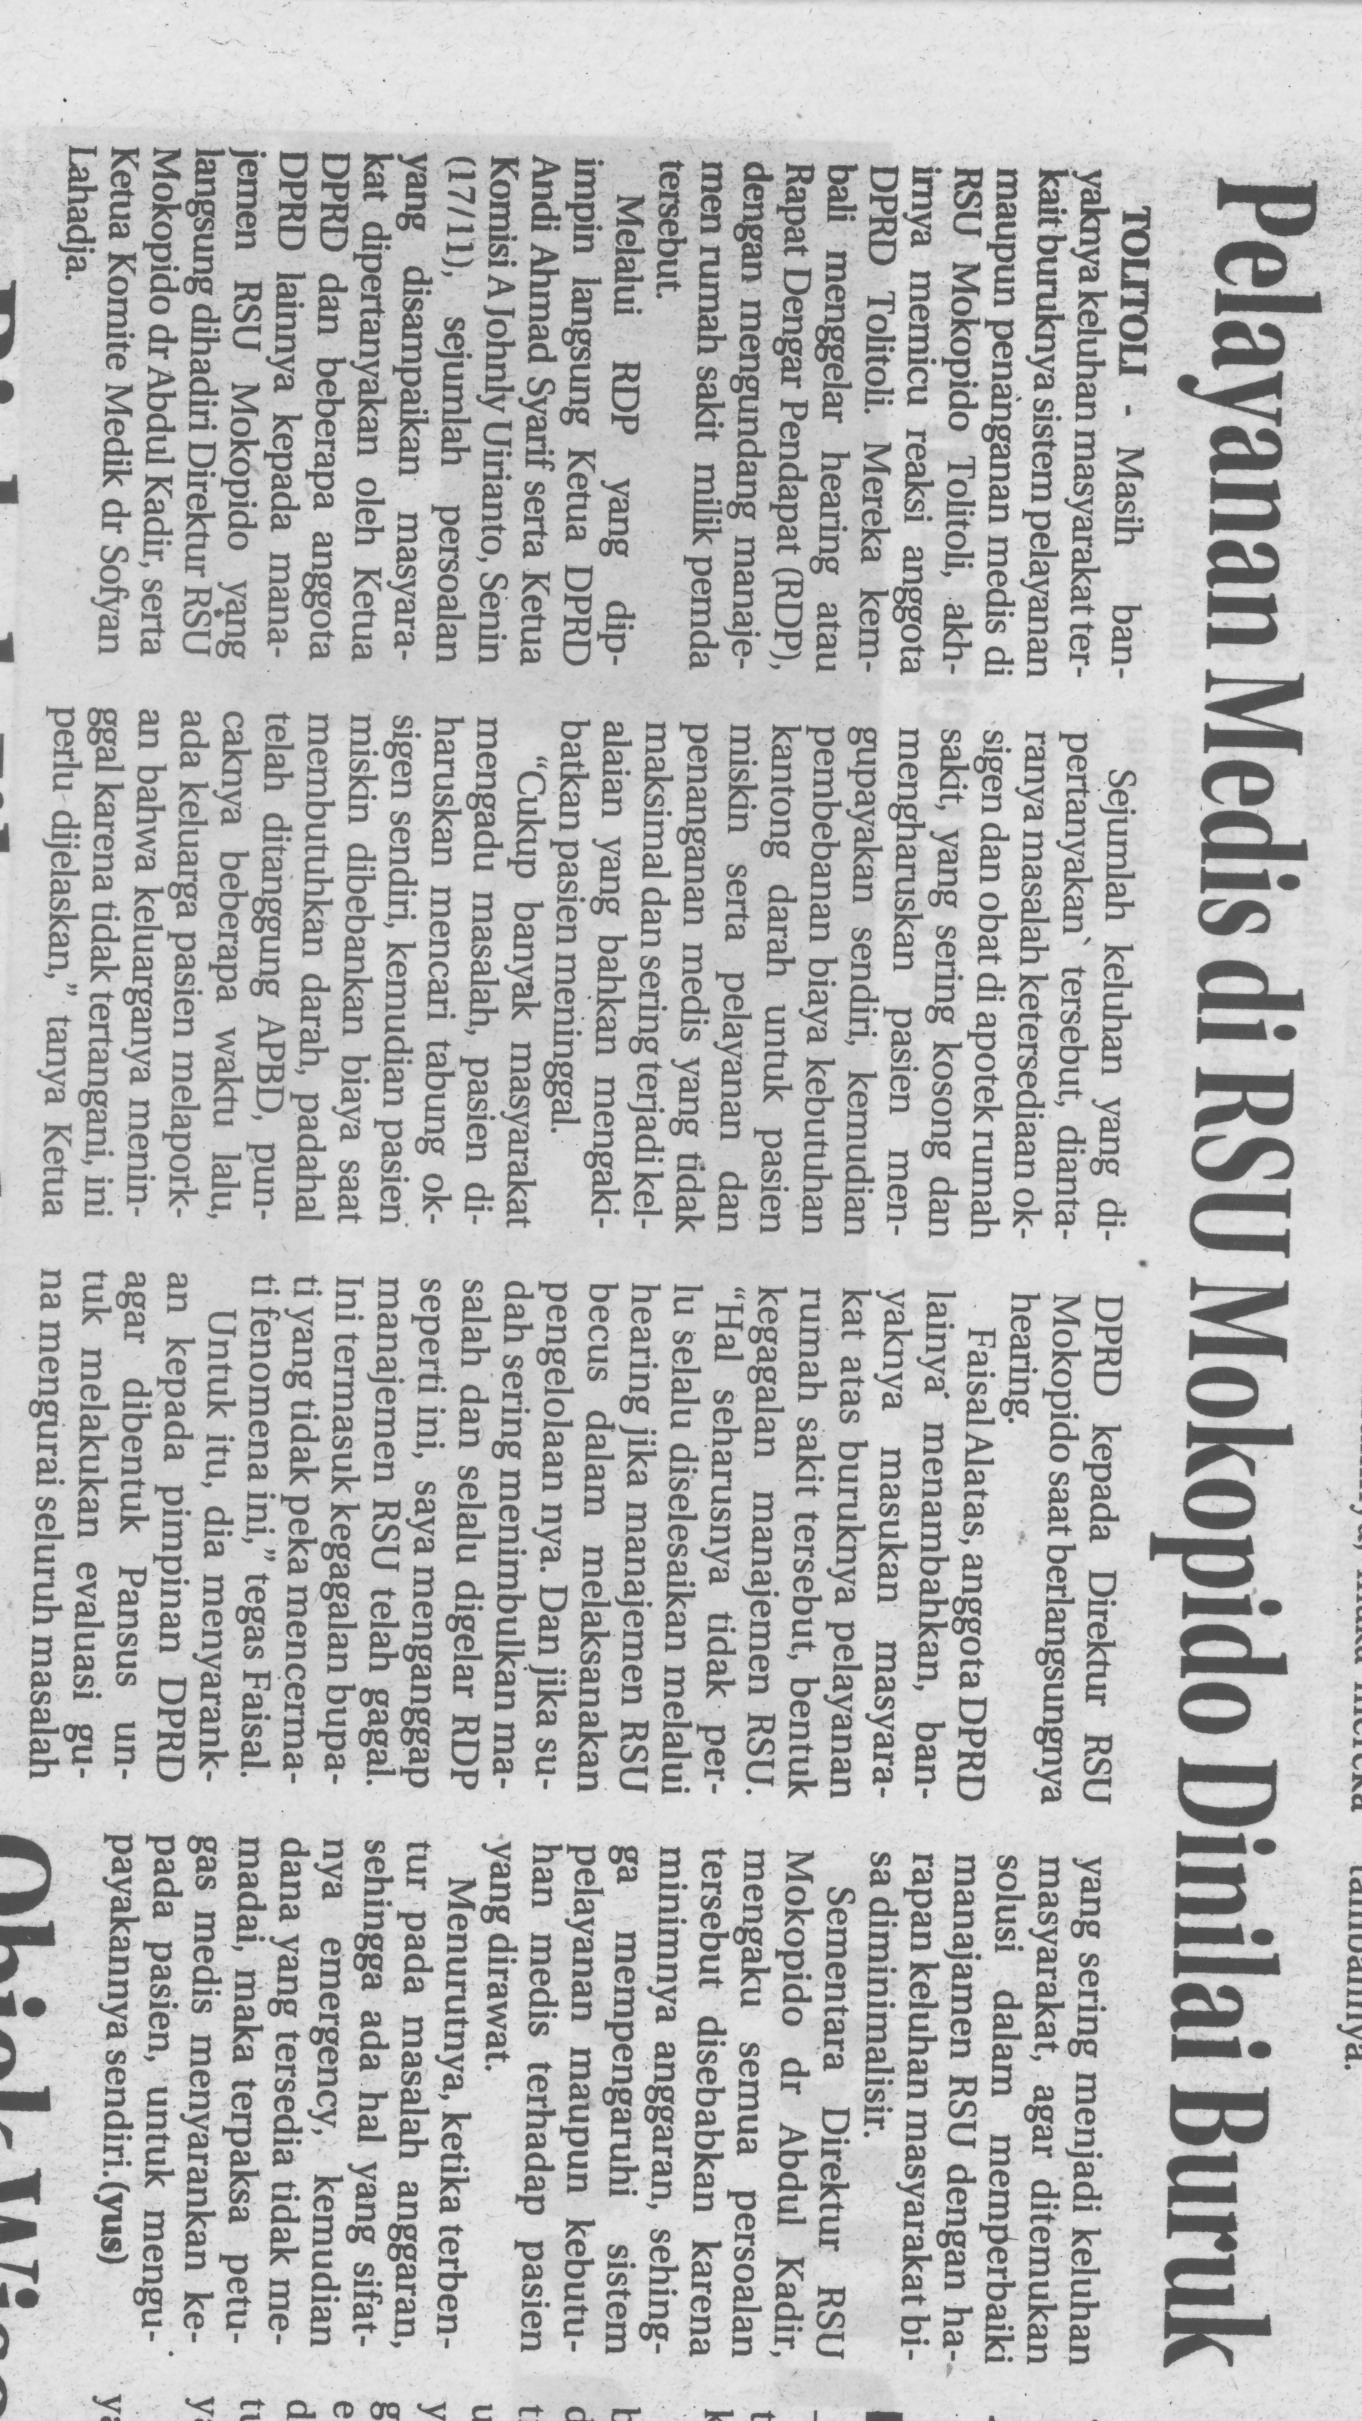 Pelayanan Medis di RSU Mokopido Dinilai Buruk
TOLITOLI - Masih ban-
yaknya keluhan masyarakat ter-
kait buruknya sistem pelayanan
maupun penanganan medis di
RSU Mokopido Tolitoli, akh-
irnya memicu reaksi anggota
DPRD Tolitoli. Mereka kem-
bali menggelar hearing atau
Rapat Dengar Pendapat (RDP),
dengan mengundang manaje-
men rumah sakit milik pemda
tersebut.
Melalui RDP yang dip-
impin langsung Ketua DPRD
Andi Ahmad Syarif serta Ketua
Komisi A Johnly Uirianto, Senin
(17/11), sejumlah persoalan
yang disampaikan masyara-
kat dipertanyakan oleh Ketua
DPRD dan beberapa anggota
DPRD lainnya kepada mana-
jemen RSU Mokopido yang
langsung dihadiri Direktur RSU
Mokopido dr Abdul Kadir, serta
Ketua Komite Medik dr Sofyan
Lahadja.
Sejumlah keluhan yang di-
pertanyakan tersebut, dianta-
ranya masalah ketersediaan ok-
sigen dan obat di apotek rumah
sakit, yang sering kosong dan
mengharuskan pasien men-
gupayakan sendiri, kemudian
pembebanan biaya kebutuhan
kantong darah untuk pasien
miskin serta pelayanan dan
penanganan medis yang tidak
maksimal dan sering terjadi kel-
alaian yang bahkan mengaki-
batkan pasien meninggal.
“Cukup banyak masyarakat
mengadu masalah, pasien di-
haruskan mencari tabung ok-
sigen sendiri, kemudian pasien
miskin dibebankan biaya saat
membutuhkan darah, padahal
telah ditanggung APBD, pun-
caknya beberapa waktu lalu,
ada keluarga pasien melapork-
an bahwa keluarganya menin-
ggal karena tidak tertangani, ini
perlu dijelaskan,” tanya Ketua
DPRD kepada Direktur RSU
Mokopido saat berlangsungnya
hearing.
Faisal Alatas, anggota DPRD
lainya menambahkan, ban-
yaknya masukan masyara-
kat atas buruknya pelayanan
rumah sakit tersebut, bentuk
kegagalan manajemen RSU.
“Hal seharusnya tidak per-
lu selalu diselesaikan melalui
hearing jika manajemen RSU
becus dalam melaksanakan
pengelolaan nya. Dan jika su-
dah sering menimbulkan ma-
salah dan selalu digelar RDP
seperti ini, saya menganggap
manajemen RSU telah gagal.
Ini termasuk kegagalan bupa-
ti yang tidak peka mencerma-
ti fenomena ini,” tegas Faisal.
Untuk itu, dia menyarank-
an kepada pimpinan DPRD
agar dibentuk Pansus un-
tuk melakukan evaluasi gu-
na mengurai seluruh masalah
yang sering menjadi keluhan
masyarakat, agar ditemukan
solusi dalam memperbaiki
manajamen RSU dengan ha-
rapan keluhan masyarakat bi-
sa diminimalisir.
Sementara Direktur RSU
Mokopido dr Abdul Kadir,
mengaku semua persoalan
tersebut disebabkan karena
minimnya anggaran, sehing-
ga mempengaruhi sistem
pelayanan maupun kebutu-
han medis terhadap pasien
yang dirawat.
Menurutnya, ketika terben-
tur pada masalah anggaran,
sehingga ada hal yang sifat-
nya emergency, kemudian
dana yang tersedia tidak me-
madai, maka terpaksa petu-
gas medis menyarankan ke-
pada pasien, untuk mengu-
payakannya sendiri.(yus)